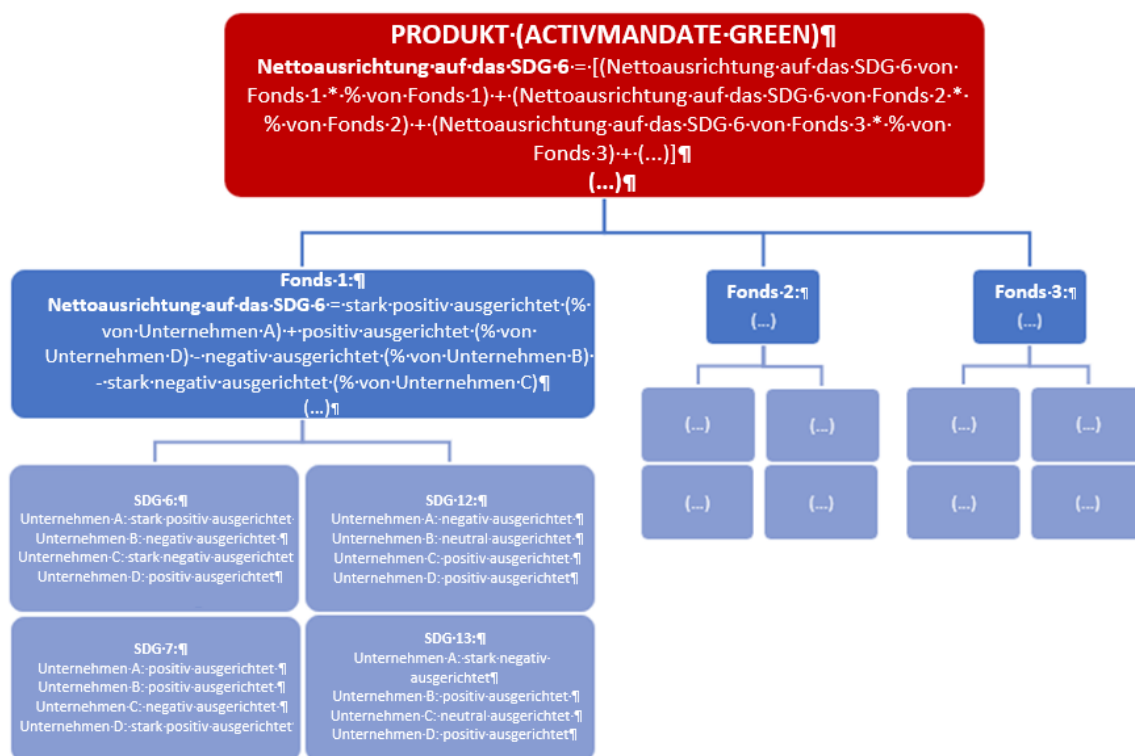 PRODUKT·(ACTIVMANDATE·GREEN)¶
Nettoausrichtung·auf·das·SDG·6·=·[(Nettoausrichtung·auf·das·SDG·6·von·
Fonds·1·*·%·von·Fonds·1)·+·(Nettoausrichtung·auf·das·SDG·6·von·Fonds·2·*·
%·von·Fonds·2)·+·(Nettoausrichtung·auf·das·SDG·6·von·Fonds·3·*·%·von·
Fonds·3)·+·(...)]¶
(...)¶
Fonds·1:¶
Nettoausrichtung·auf·das·SDG·6·=·stark·positiv·ausgerichtet·(%·
von·Unternehmen·A)·+·positiv·ausgerichtet·(%·von·
Unternehmen·D)·-·negativ·ausgerichtet·(%·von·Unternehmen·B)·
-·stark·negativ·ausgerichtet·(%·von·Unternehmen·C)¶
(...)¶
Fonds·2:¶
(...)
Fonds·3:¶
(...)
SDG·6:¶
Unternehmen·A:·stark·positiv·ausgerichtet·
Unternehmen·B:·negativ·ausgerichtet·¶
Unternehmen·C:·stark·negativ·ausgerichtet
Unternehmen·D:·positiv·ausgerichtet¶
SDG·12:¶
Unternehmen·A:·negativ·ausgerichtet·¶
Unternehmen·B:·neutral·ausgerichtet·¶
Unternehmen·C:·positiv·ausgerichtet·¶
Unternehmen·D:·positiv·ausgerichtet¶
SDG·7:¶
Unternehmen·A:·positiv·ausgerichtet·¶
Unternehmen·B:·positiv·ausgerichtet·¶
Unternehmen·C:·negativ·ausgerichtet·¶
Unternehmen·D:·stark·positiv·ausgerichtet
SDG·13:¶
Unternehmen·A:·stark·negativ·
ausgerichtet¶
Unternehmen·B:·positiv·ausgerichtet·¶
Unternehmen·C:·neutral·ausgerichtet·¶
Unternehmen·D:·positiv·ausgerichtet¶
(...)
(...)
(...)
(...)
(...)
(...)
(...)
(...)